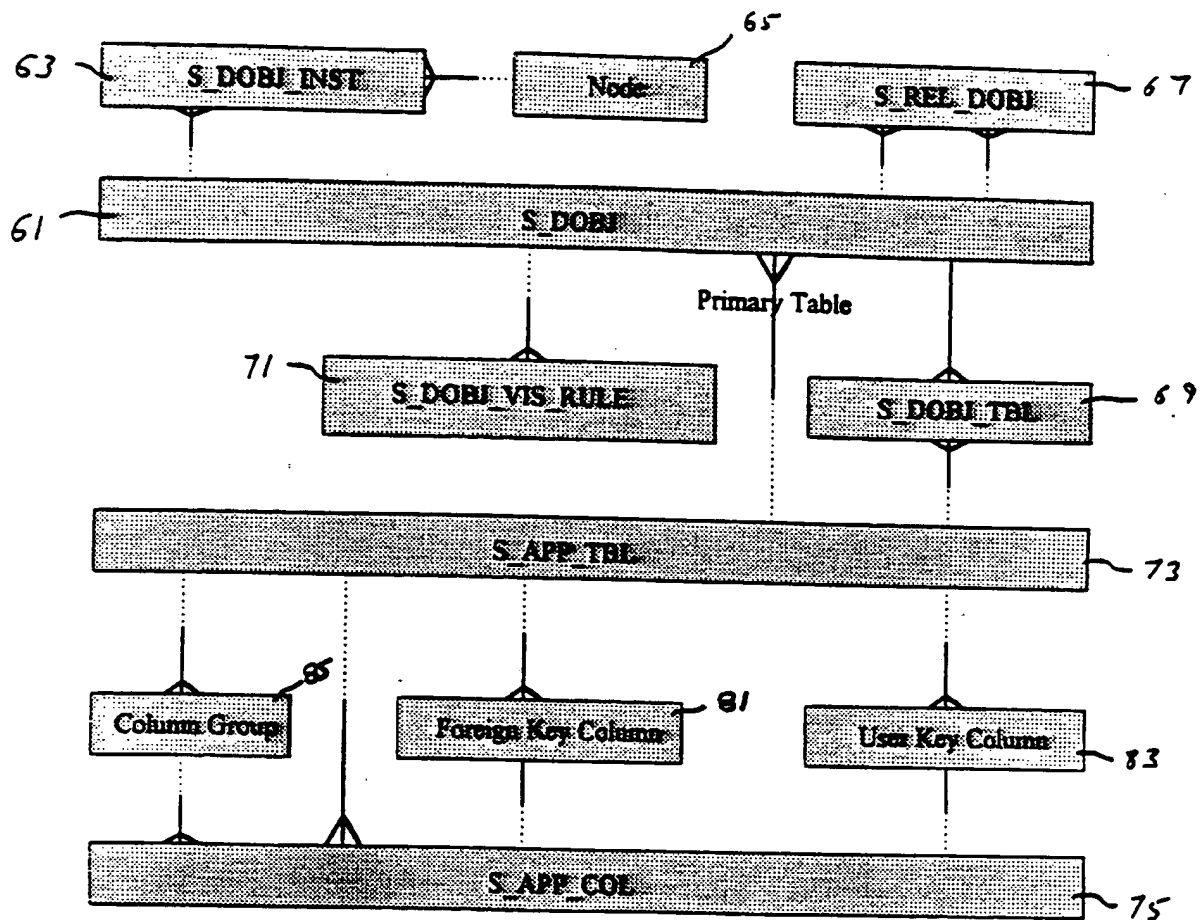 65
63
S_DOBJ_INST
Node
S_REL_DOBJ
67
61
S_DOBJ
Primary Table
71
S_DOBJ_VIS_RULE
S_DOBJ_TBL
69
S_APP_TBL
73
85
81
Column Group
Foreign Key Column
User Key Column
83
S_APP_COL
75